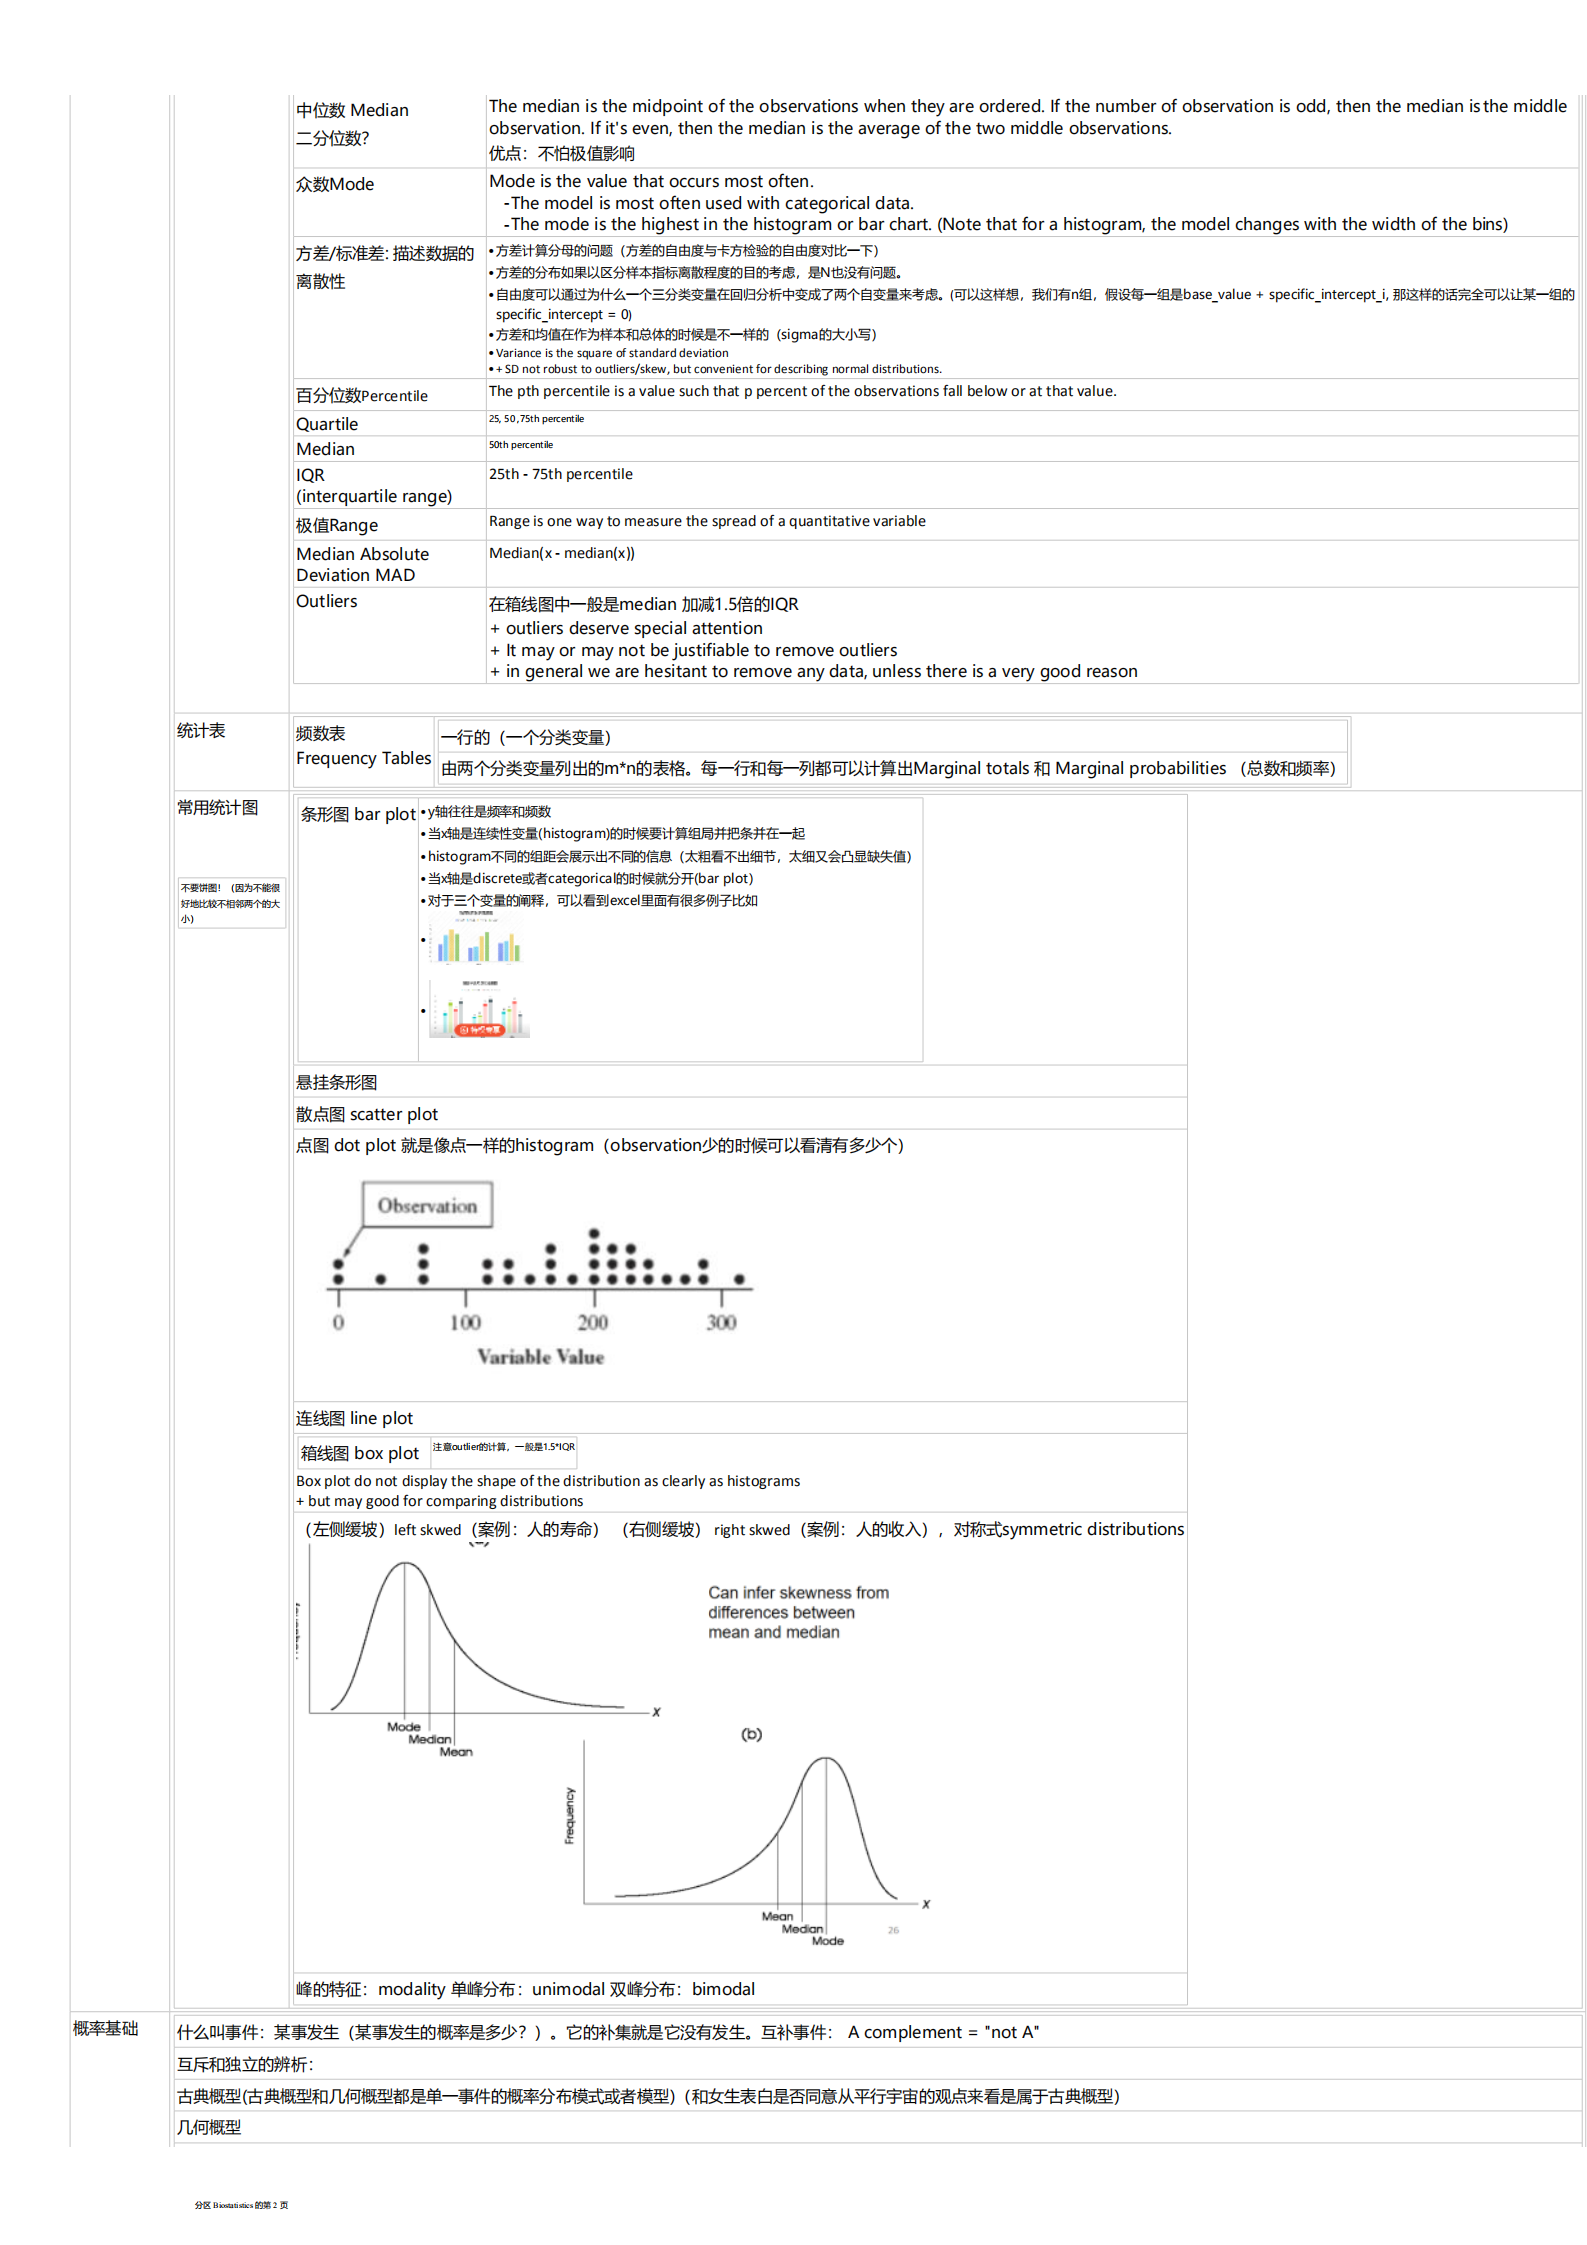 中位数 Median
二分位数?
The median is the midpoint of the observations when they are ordered. If the number of observation is odd, then the median is the middle
observation. If it's even, then the median is the average of the two middle observations.
优点：不怕极值影响
众数Mode
Mode is the value that occurs most often.
-The model is most often used with categorical data.
-The mode is the highest in the histogram or bar chart. (Note that for a histogram, the model changes with the width of the bins)
方差/标准差: 描述数据的
离散性
• 方差计算分母的问题（方差的自由度与卡方检验的自由度对比一下）
• 方差的分布如果以区分样本指标离散程度的目的考虑，是N也没有问题。
• 自由度可以通过为什么一个三分类变量在回归分析中变成了两个自变量来考虑。(可以这样想，我们有n组，假设每一组是base_value + specific_intercept_i, 那这样的话完全可以让某一组的
specific_intercept = 0)
• 方差和均值在作为样本和总体的时候是不一样的（sigma的大小写）
• Variance is the square of standard deviation
• + SD not robust to outliers/skew, but convenient for describing normal distributions.
百分位数Percentile
The pth percentile is a value such that p percent of the observations fall below or at that value.
Quartile
25, 50 ,75th percentile
Median
50th percentile
IQR
(interquartile range)
25th - 75th percentile
极值Range
Range is one way to measure the spread of a quantitative variable
Median Absolute
Deviation MAD
Median(x - median(x))
Outliers
在箱线图中一般是median 加减1.5倍的IQR
+ outliers deserve special attention
+ It may or may not be justifiable to remove outliers
+ in general we are hesitant to remove any data, unless there is a very good reason
统计表
频数表
Frequency Tables
一行的（一个分类变量）
由两个分类变量列出的m*n的表格。每一行和每一列都可以计算出Marginal totals 和 Marginal probabilities （总数和频率）
常用统计图
不要饼图！（因为不能很
好地比较不相邻两个的大
小）
条形图 bar plot
• y轴往往是频率和频数
• 当x轴是连续性变量(histogram)的时候要计算组局并把条并在一起
• histogram不同的组距会展示出不同的信息（太粗看不出细节，太细又会凸显缺失值）
• 当x轴是discrete或者categorical的时候就分开(bar plot)
• 对于三个变量的阐释，可以看到excel里面有很多例子比如
悬挂条形图
散点图 scatter plot
点图 dot plot 就是像点一样的histogram（observation少的时候可以看清有多少个）
Observation
0 100 200 300
Variable Value
连线图 line plot
箱线图 box plot
注意outlier的计算，一般是1.5*IQR
Box plot do not display the shape of the distribution as clearly as histograms
+ but may good for comparing distributions
（左侧缓坡）left skwed（案例：人的寿命）（右侧缓坡） right skwed（案例：人的收入），对称式symmetric distributions
Can infer skewness from
differences between
mean and median
X
Mode
Median
Mean
(b)
Frequency
X
Mean
Median
Mode
26
峰的特征：modality 单峰分布：unimodal 双峰分布：bimodal
概率基础
什么叫事件：某事发生（某事发生的概率是多少？）。它的补集就是它没有发生。互补事件： A complement = "not A"
互斥和独立的辨析：
古典概型(古典概型和几何概型都是单一事件的概率分布模式或者模型)（和女生表白是否同意从平行宇宙的观点来看是属于古典概型）
几何概型
分区 Biostatistics 的第 2 页